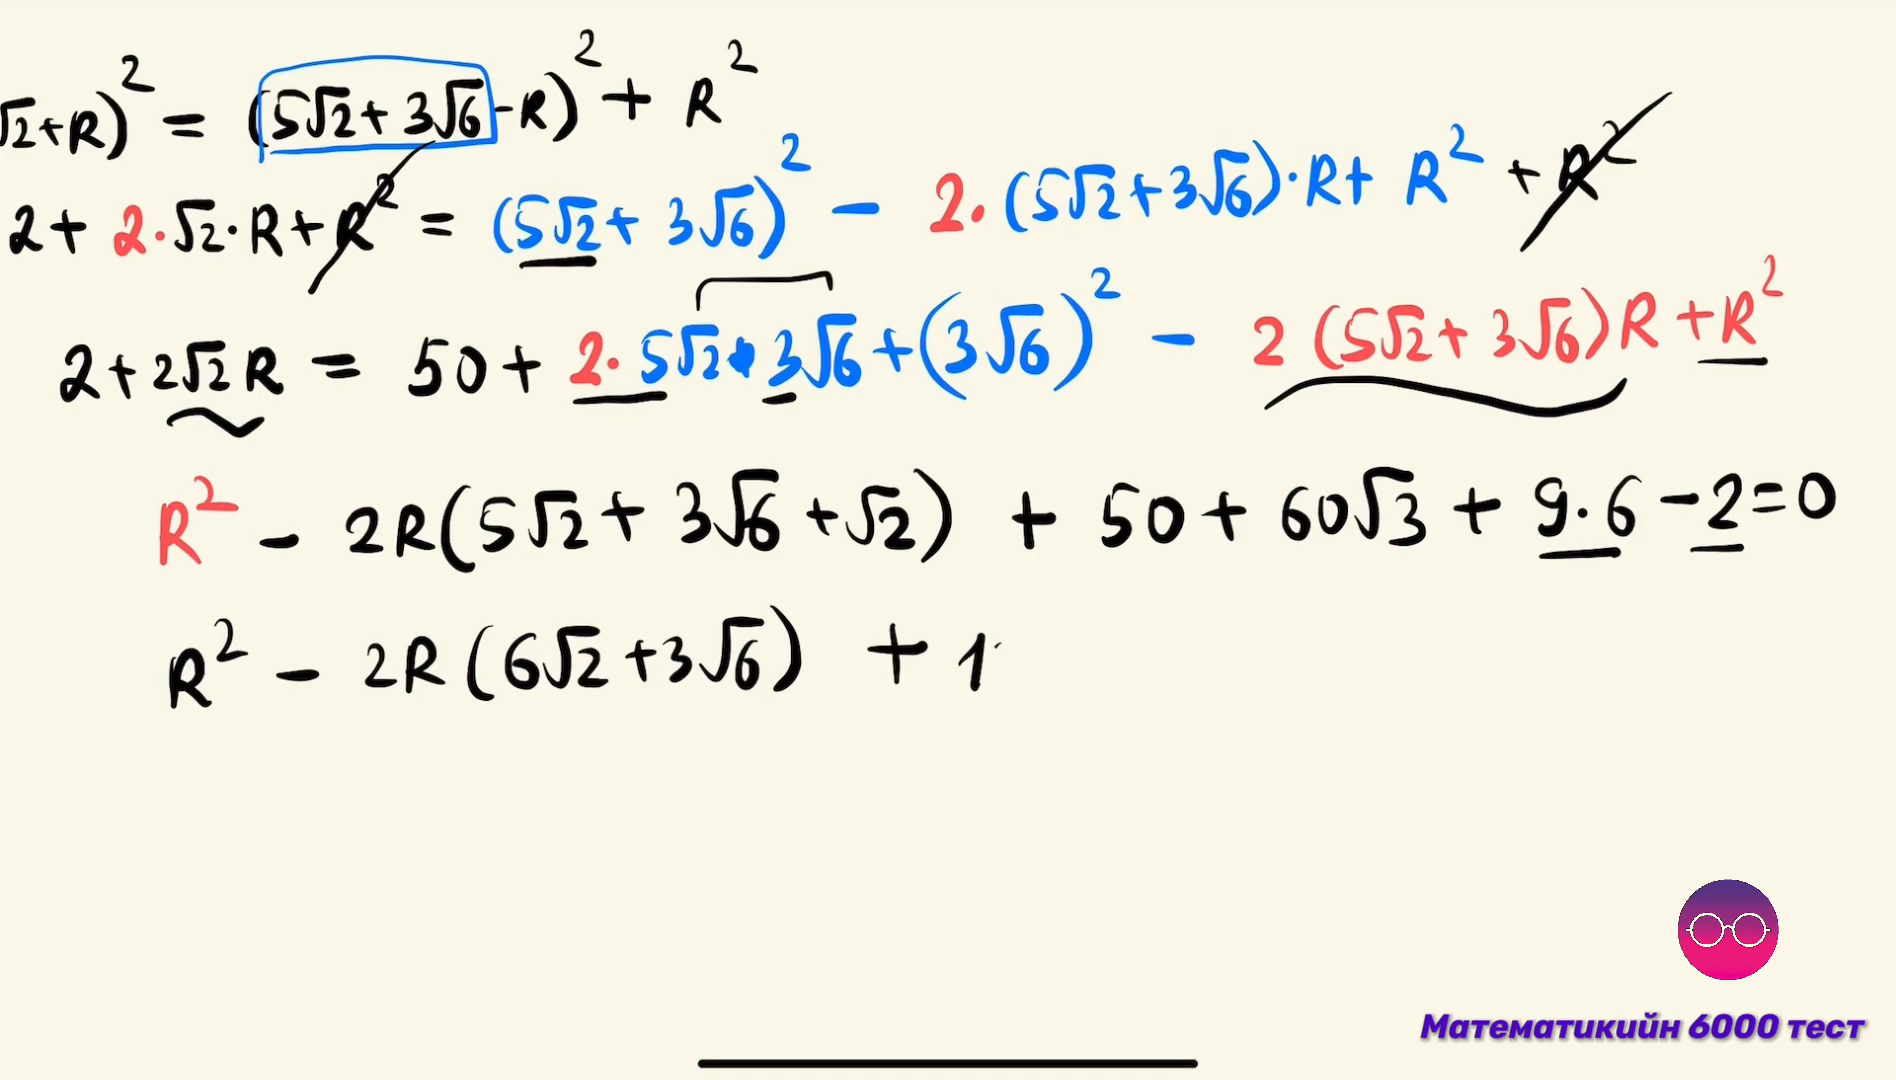 √2+R)² = (5√2+ 3√6-R)² + R²
2+ 2·√2·R+R² = (5√2+ 3√6)² - 2·(5√2+3√6)·R+ R² +R²
2+2√2R = 50+ 2·5√2·3√6+(3√6)² - 2(5√2+3√6)R+R²
R² - 2R(5√2+ 3√6+√2) + 50+60√3+9·6-2=0
R² - 2R(6√2+3√6) + 1
Математикийн 6000 тест